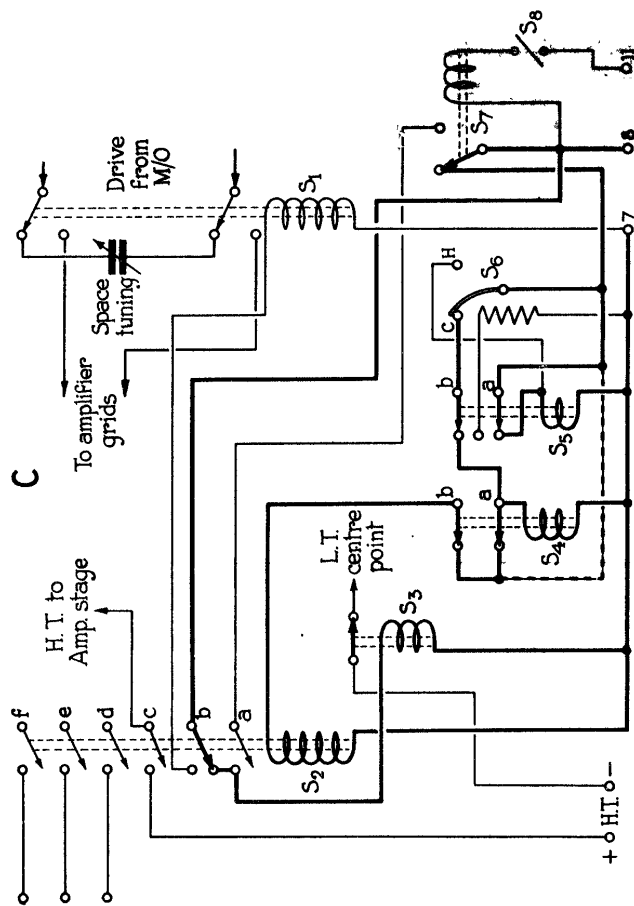 C
f
e
d
c
b
a
H.T. to
Amp. stage
To amplifier
grids
Space
tuning
Drive
from
M/O
S1
S2
S3
L.T.
centre
point
b
a
S4
b
a
S5
c
H
S6
S7
S8
+
H.T.
-
7
8
11